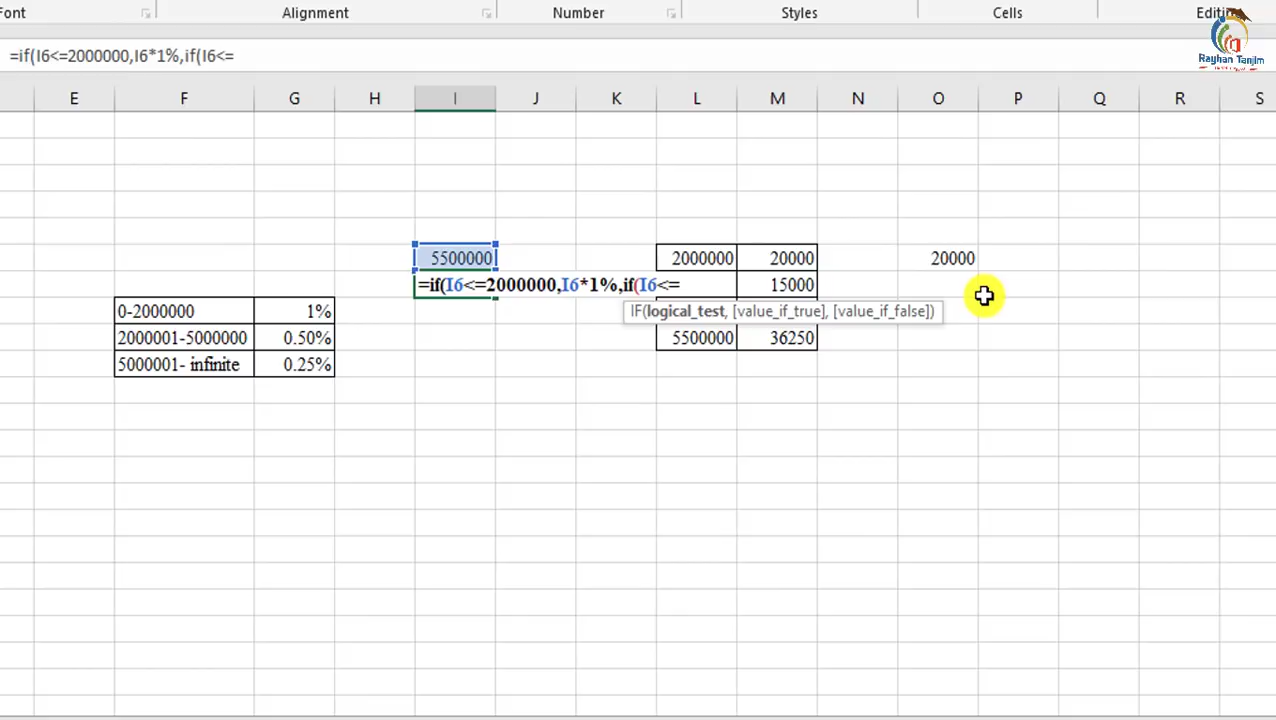 Font Alignment Number Styles Cells Editing
Rayhan Tanjim
=if(I6<=2000000,I6*1%,if(I6<=
E F G H I J K L M N O P Q R S
5500000 2000000 20000 20000
=if(I6<=2000000,I6*1%,if(I6<= 15000
0-2000000 1% IF(logical_test, [value_if_true], [value_if_false])
2000001-5000000 0.50% 5500000 36250
5000001- infinite 0.25%